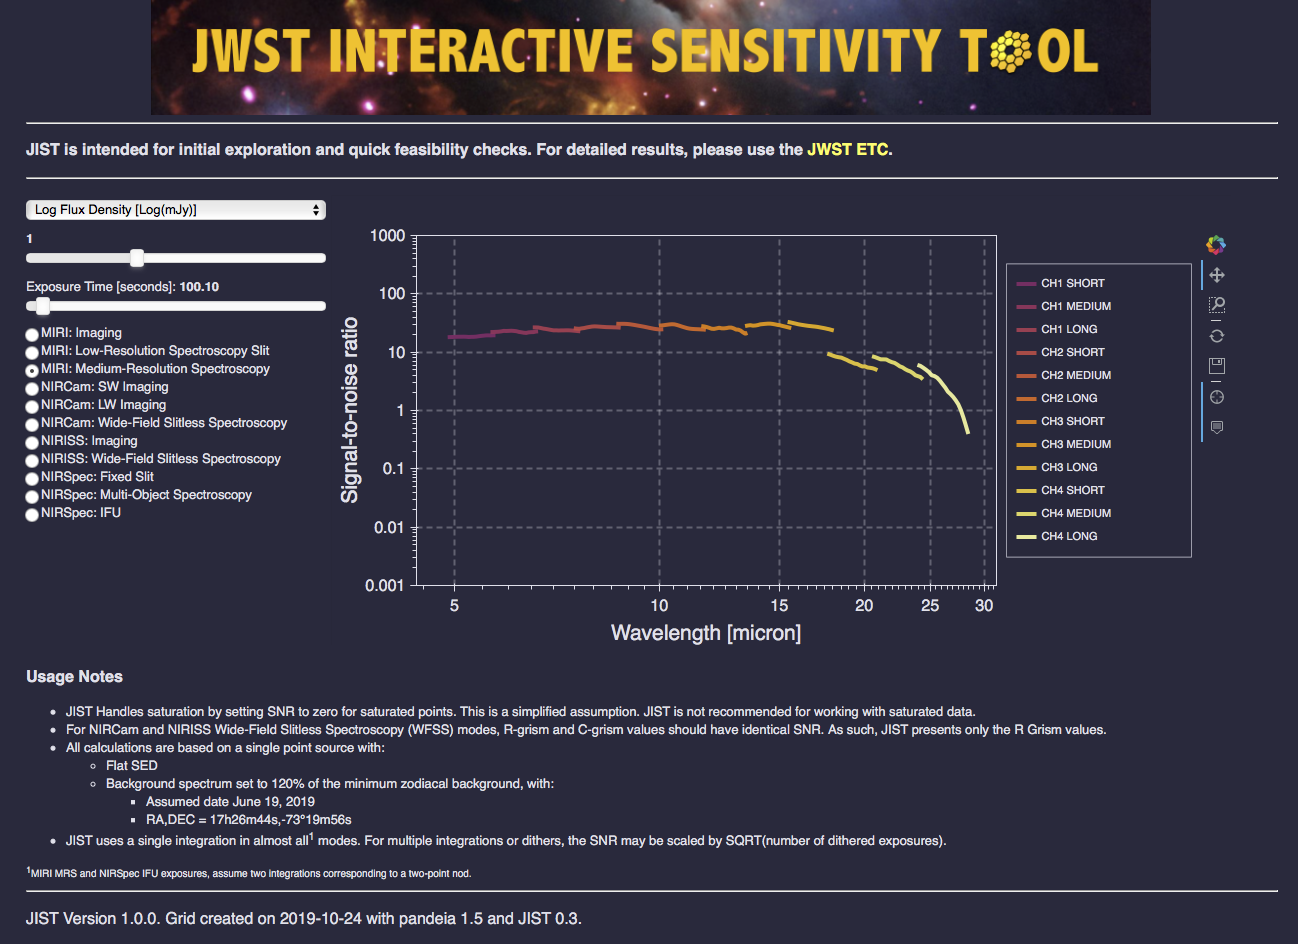 JWST INTERACTIVE SENSITIVITY TOOL
JIST is intended for initial exploration and quick feasibility checks. For detailed results, please use the JWST ETC.
Log Flux Density [Log(mJy)]
1
Exposure Time [seconds]: 100.10
MIRI: Imaging
MIRI: Low-Resolution Spectroscopy Slit
MIRI: Medium-Resolution Spectroscopy
NIRCam: SW Imaging
NIRCam: LW Imaging
NIRCam: Wide-Field Slitless Spectroscopy
NIRISS: Imaging
NIRISS: Wide-Field Slitless Spectroscopy
NIRSpec: Fixed Slit
NIRSpec: Multi-Object Spectroscopy
NIRSpec: IFU
Signal-to-noise ratio
1000
100
10
1
0.1
0.01
0.001
5 10 15 20 25 30
Wavelength [micron]
CH1 SHORT
CH1 MEDIUM
CH1 LONG
CH2 SHORT
CH2 MEDIUM
CH2 LONG
CH3 SHORT
CH3 MEDIUM
CH3 LONG
CH4 SHORT
CH4 MEDIUM
CH4 LONG
Usage Notes
• JIST Handles saturation by setting SNR to zero for saturated points. This is a simplified assumption. JIST is not recommended for working with saturated data.
• For NIRCam and NIRISS Wide-Field Slitless Spectroscopy (WFSS) modes, R-grism and C-grism values should have identical SNR. As such, JIST presents only the R Grism values.
• All calculations are based on a single point source with:
◦ Flat SED
◦ Background spectrum set to 120% of the minimum zodiacal background, with:
▪ Assumed date June 19, 2019
▪ RA,DEC = 17h26m44s,-73°19m56s
• JIST uses a single integration in almost all¹ modes. For multiple integrations or dithers, the SNR may be scaled by SQRT(number of dithered exposures).
¹MIRI MRS and NIRSpec IFU exposures, assume two integrations corresponding to a two-point nod.
JIST Version 1.0.0. Grid created on 2019-10-24 with pandeia 1.5 and JIST 0.3.